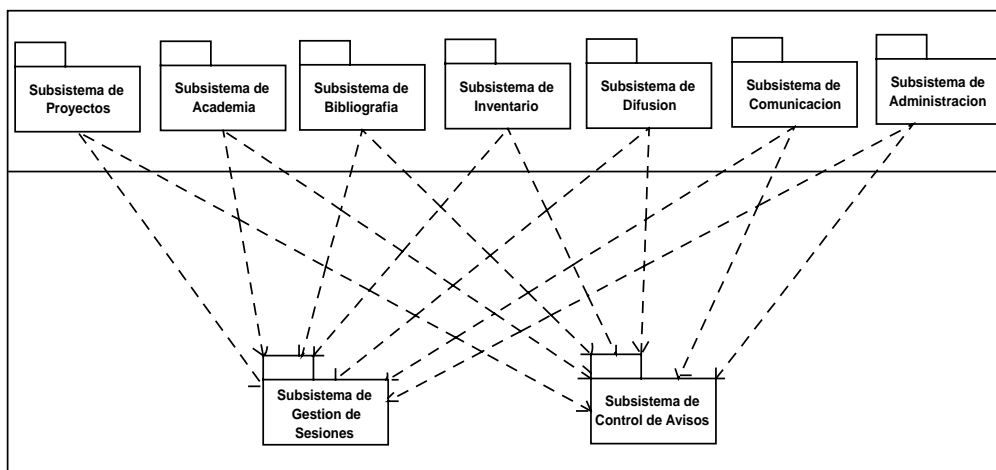 Subsistema de
Proyectos
Subsistema de
Academia
Subsistema de
Bibliografia
Subsistema de
Inventario
Subsistema de
Difusion
Subsistema de
Comunicacion
Subsistema de
Administracion
Subsistema de
Gestion de
Sesiones
Subsistema de
Control de Avisos